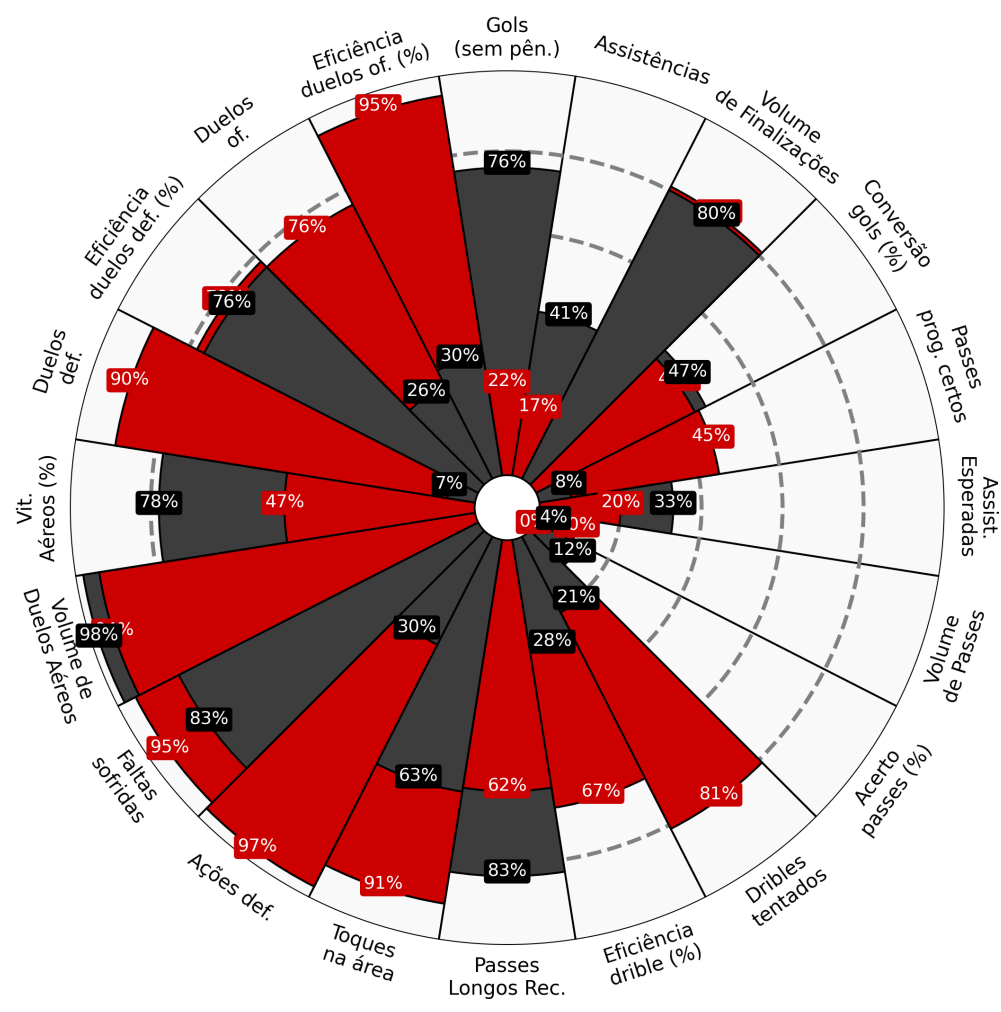 Gols
(sem pên.)
76%
22%
Assistências
41%
17%
Volume
de Finalizações
80%
Conversão
gols (%)
47%
Passes
prog. certos
45%
8%
Assist.
Esperadas
33%
20%
Volume
de Passes
4%
Acerto
passes (%)
12%
Dribles
tentados
81%
21%
Eficiência
drible (%)
67%
28%
Passes
Longos Rec.
62%
83%
Toques
na área
91%
63%
Ações def.
97%
30%
Faltas
sofridas
95%
83%
Volume de
Duelos Aéreos
98%
Vit.
Aéreos (%)
78%
47%
Duelos
def.
90%
7%
Eficiência
duelos def. (%)
76%
Duelos
of.
76%
26%
Eficiência
duelos of. (%)
95%
30%